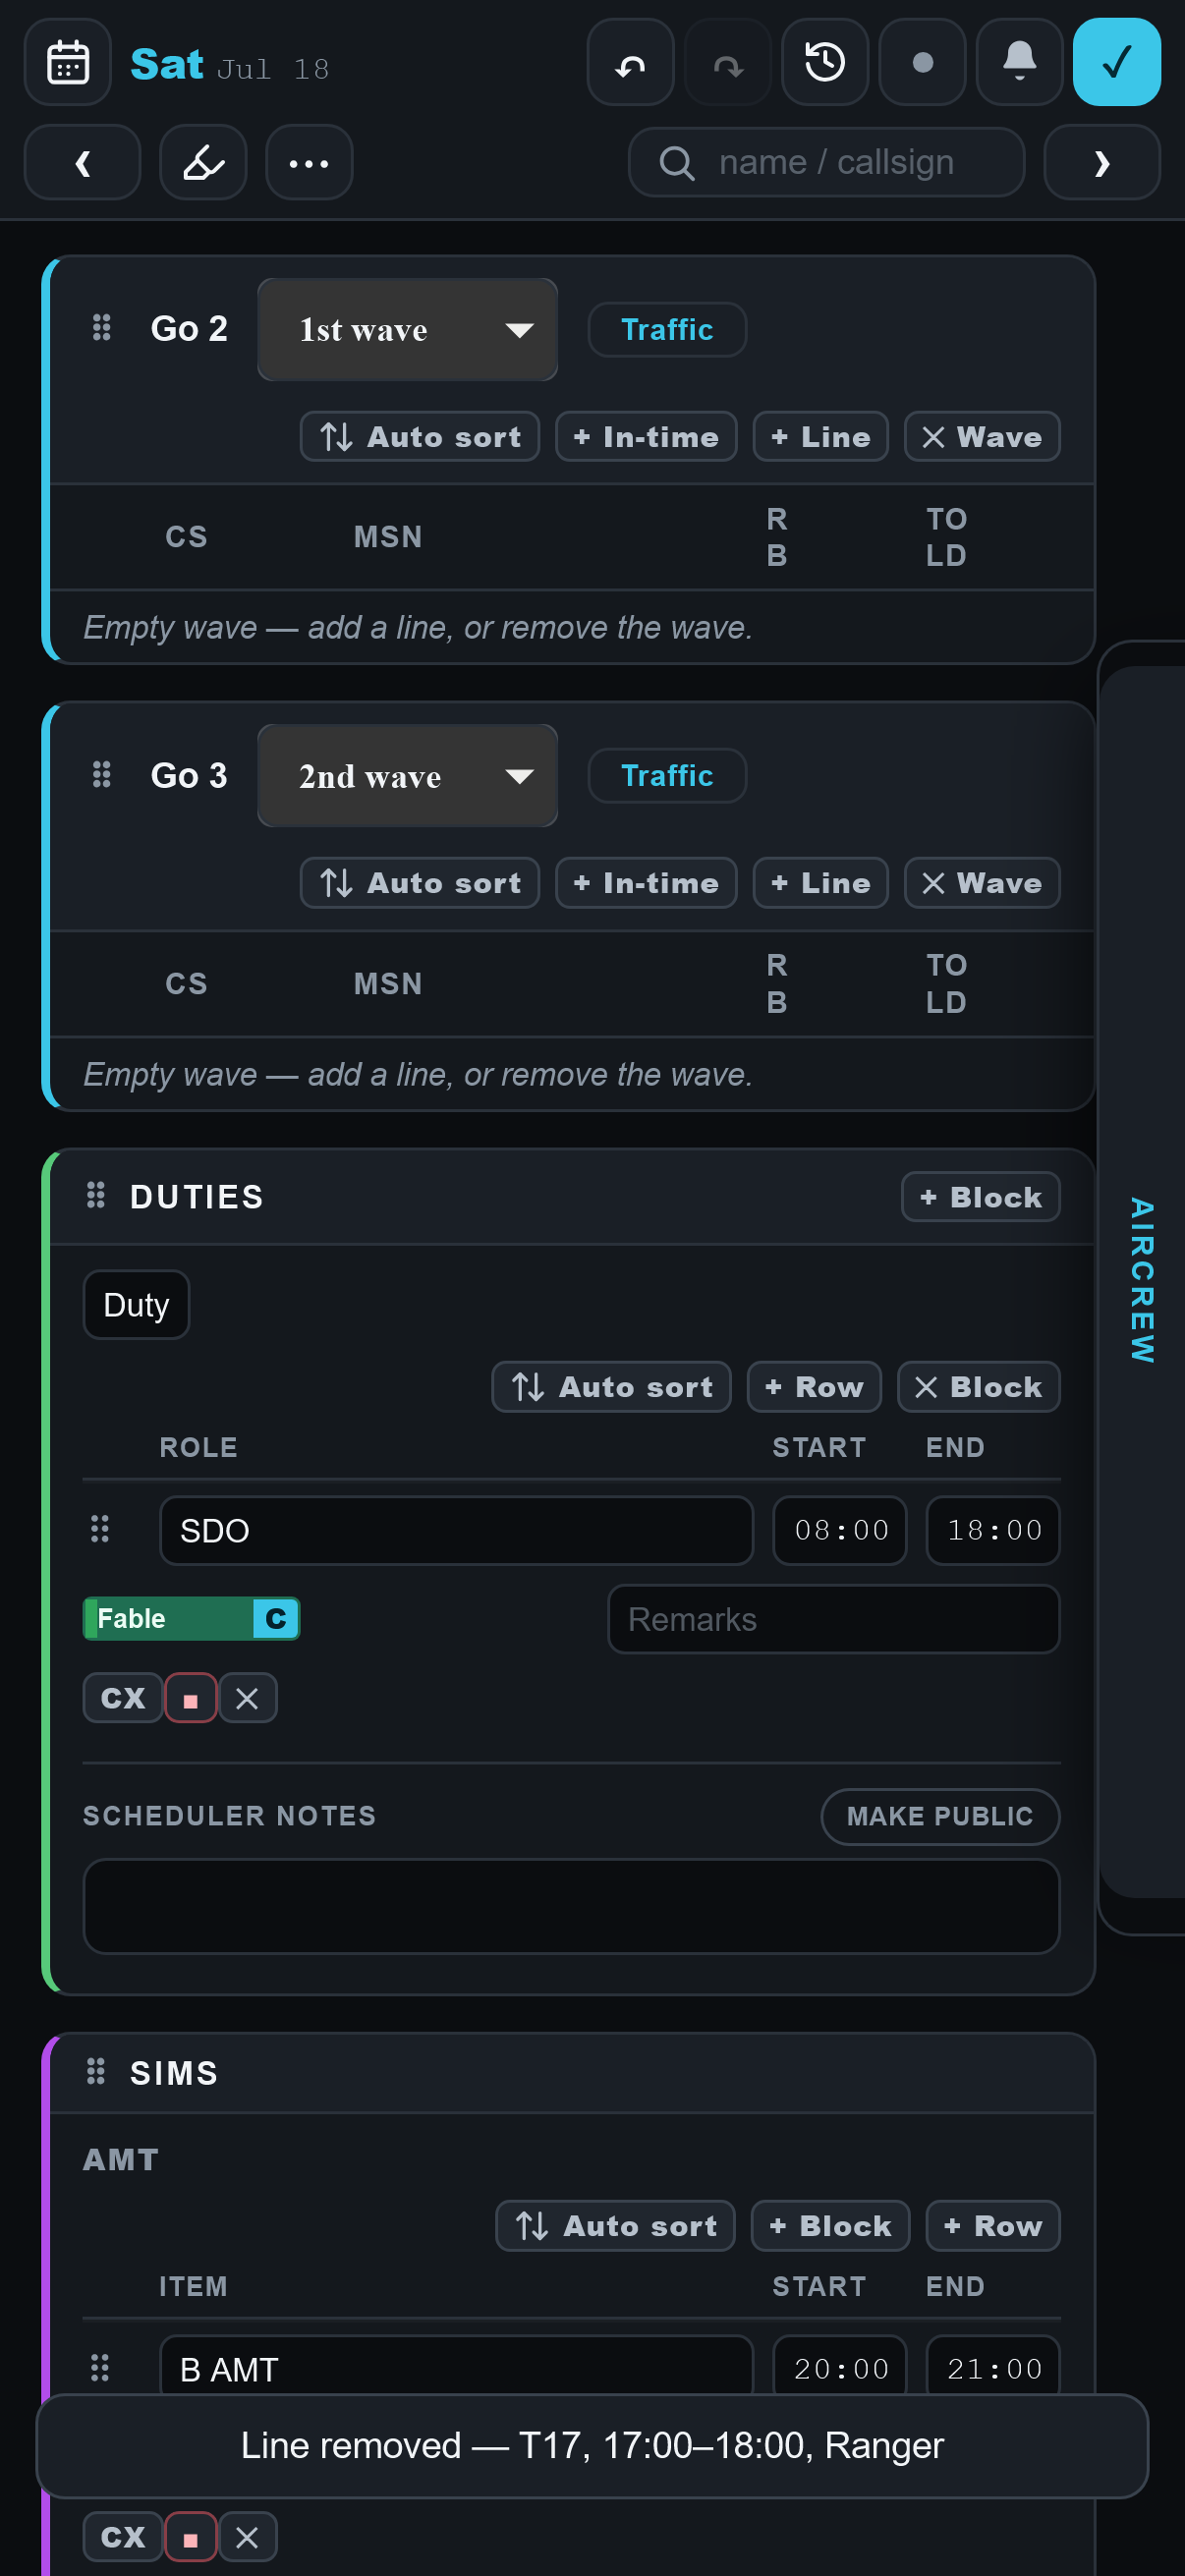 Sat Jul 18
name / callsign
Go 2 1st wave Traffic
Auto sort + In-time + Line × Wave
CS MSN R B TO LD
Empty wave — add a line, or remove the wave.
Go 3 2nd wave Traffic
Auto sort + In-time + Line × Wave
CS MSN R B TO LD
Empty wave — add a line, or remove the wave.
AIRCREW
DUTIES + Block
Duty
Auto sort + Row × Block
ROLE START END
SDO 08:00 18:00
Fable C Remarks
CX
SCHEDULER NOTES MAKE PUBLIC
SIMS
AMT
Auto sort + Block + Row
ITEM START END
B AMT 20:00 21:00
Line removed — T17, 17:00–18:00, Ranger
CX